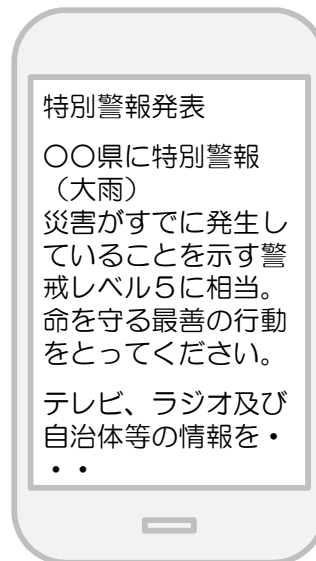 特別警報発表
〇〇県に特別警報
（大雨）
災害がすでに発生し
ていることを示す警
戒レベル５に相当。
命を守る最善の行動
をとってください。
テレビ、ラジオ及び
自治体等の情報を・
・・